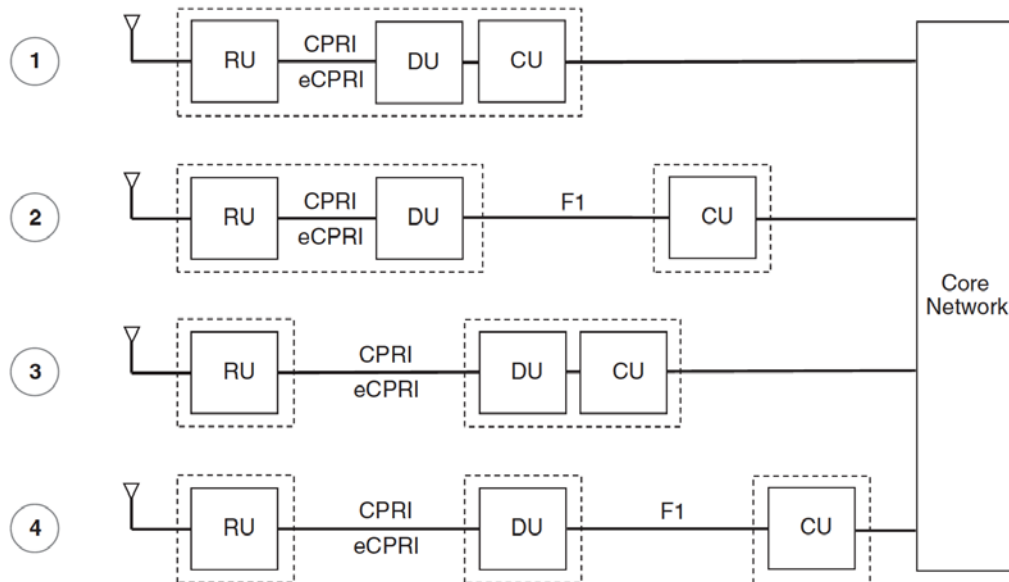 1
RU
CPRI
eCPRI
DU
CU
2
RU
CPRI
eCPRI
DU
F1
CU
3
RU
CPRI
eCPRI
DU
CU
4
RU
CPRI
eCPRI
DU
F1
CU
Core
Network